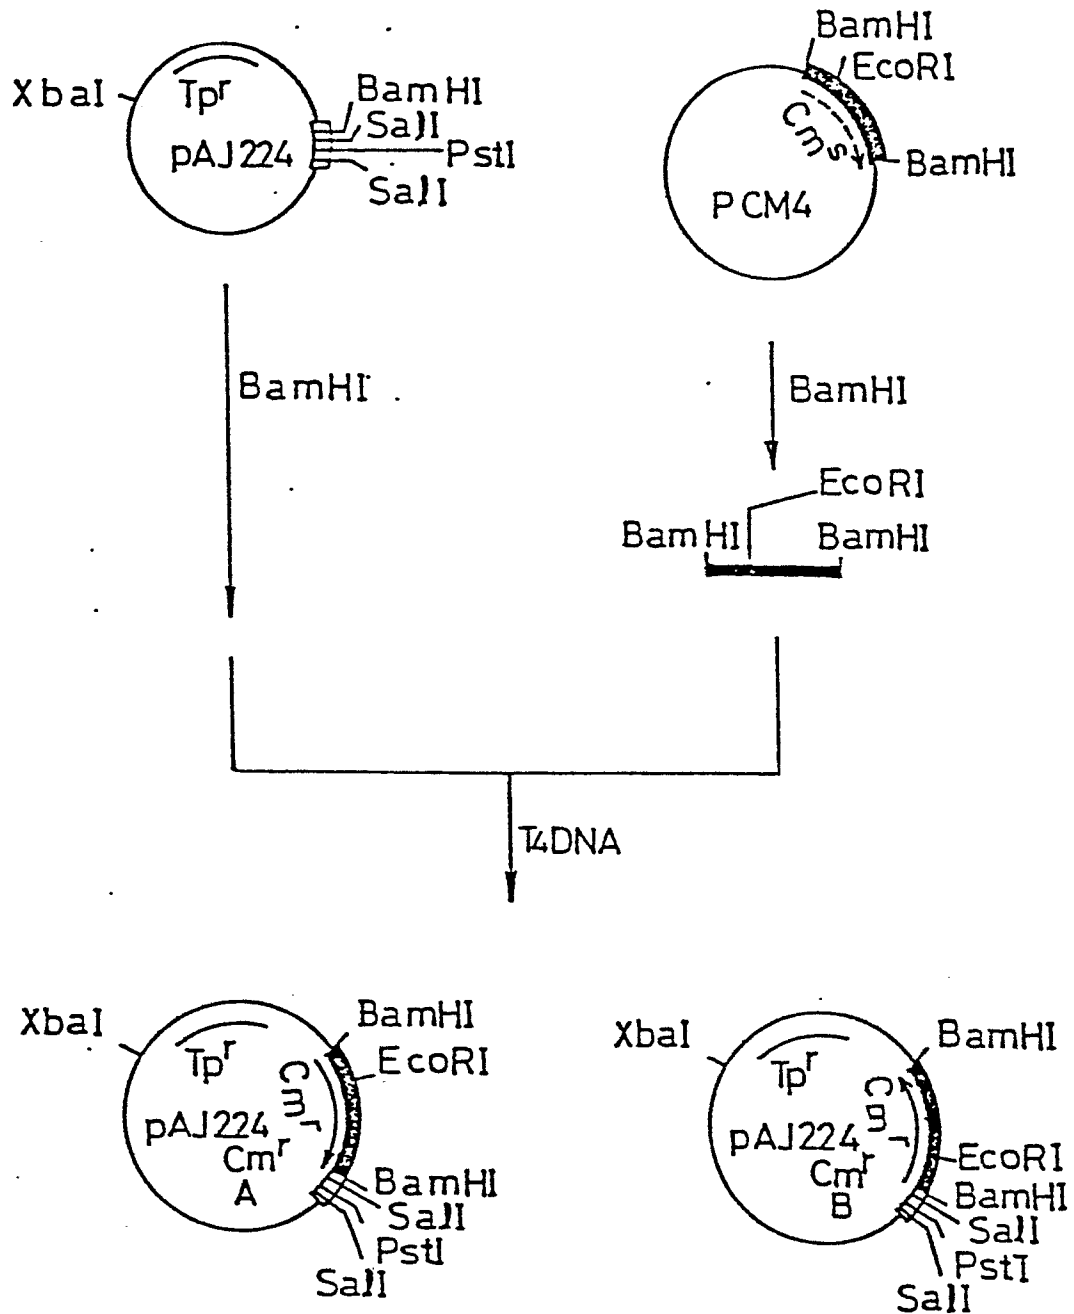 XbaI
Tpr
pAJ224
BamHI
SalI
PstI
SalI
BamHI
EcoRI
Cms
BamHI
PCM4
BamHI
BamHI
EcoRI
BamHI
BamHI
T4DNA
XbaI
Tpr
Cmr
pAJ224
Cmr
A
BamHI
EcoRI
BamHI
SalI
PstI
SalI
XbaI
Tpr
Cmr
pAJ224
Cmr
B
BamHI
EcoRI
BamHI
SalI
PstI
SalI